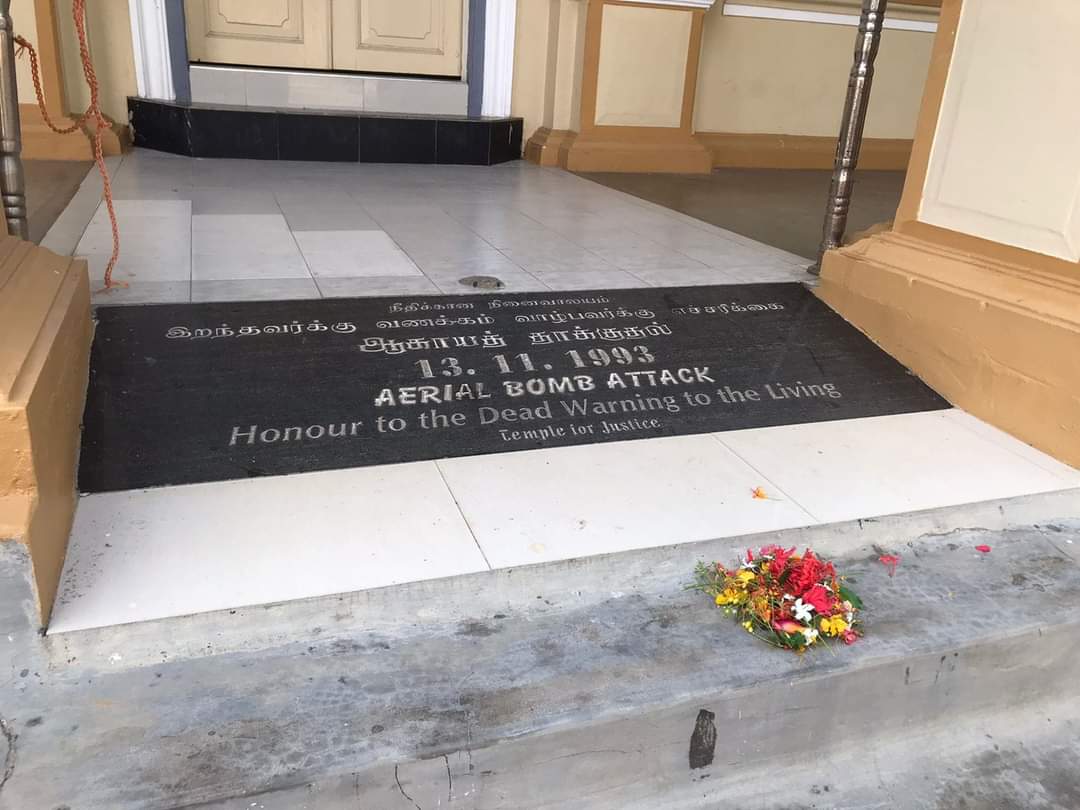 நீதிக்கான நினைவாலயம்
இறந்தவர்க்கு வணக்கம் வாழ்பவர்க்கு எச்சரிக்கை
ஆகாயத் தாக்குதல்
13. 11. 1993
AERIAL BOMB ATTACK
Honour to the Dead Warning to the Living
Temple for Justice